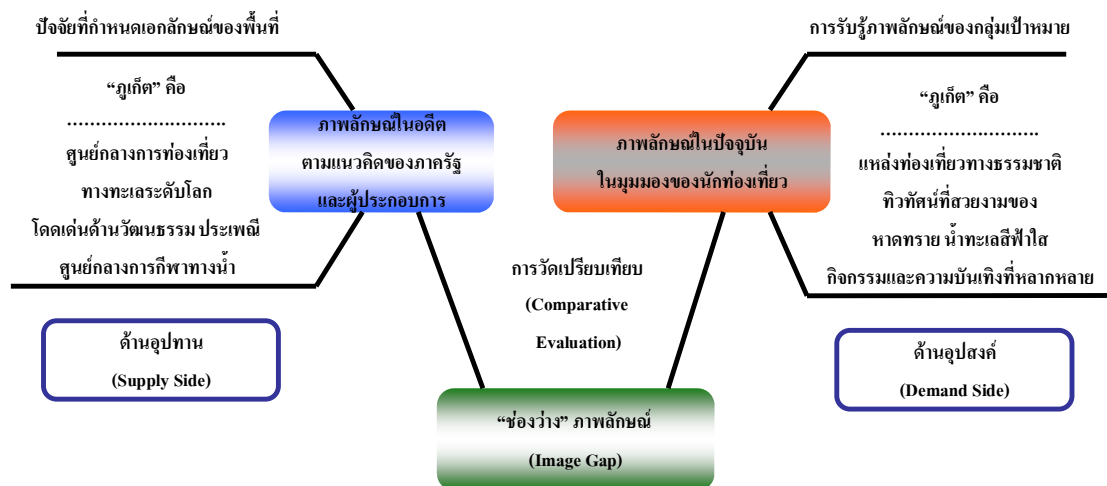 ปัจจัยที่กำหนดเอกลักษณ์ของพื้นที่
“ภูเก็ต” คือ
………………………..
ศูนย์กลางการท่องเที่ยว
ทางทะเลระดับโลก
โดดเด่นด้านวัฒนธรรม ประเพณี
ศูนย์กลางการกีฬาทางน้ำ
ด้านอุปทาน
(Supply Side)
ภาพลักษณ์ในอดีต
ตามแนวคิดของภาครัฐ
และผู้ประกอบการ
การวัดเปรียบเทียบ
(Comparative
Evaluation)
“ช่องว่าง” ภาพลักษณ์
(Image Gap)
ภาพลักษณ์ในปัจจุบัน
ในมุมมองของนักท่องเที่ยว
การรับรู้ภาพลักษณ์ของกลุ่มเป้าหมาย
“ภูเก็ต” คือ
………………………..
แหล่งท่องเที่ยวทางธรรมชาติ
ทิวทัศน์ที่สวยงามของ
หาดทราย น้ำทะเลสีฟ้าใส
กิจกรรมและความบันเทิงที่หลากหลาย
ด้านอุปสงค์
(Demand Side)